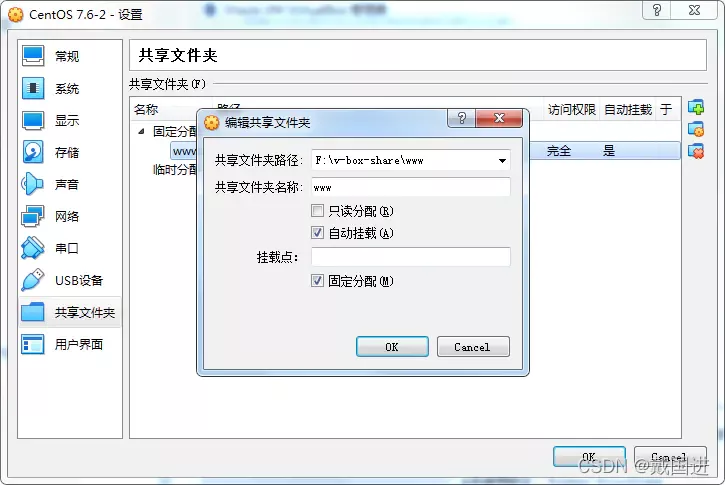 CentOS 7.6-2 - 设置
常规
系统
显示
存储
声音
网络
串口
USB设备
共享文件夹
用户界面
共享文件夹
共享文件夹(F)
名称 路径 访问权限 自动挂载 于
固定分配
www 完全 是
临时分配
编辑共享文件夹
共享文件夹路径: F:\v-box-share\www
共享文件夹名称: www
只读分配(R)
自动挂载(A)
挂载点:
固定分配(M)
OK Cancel
OK Cancel
CSDN @戴国进